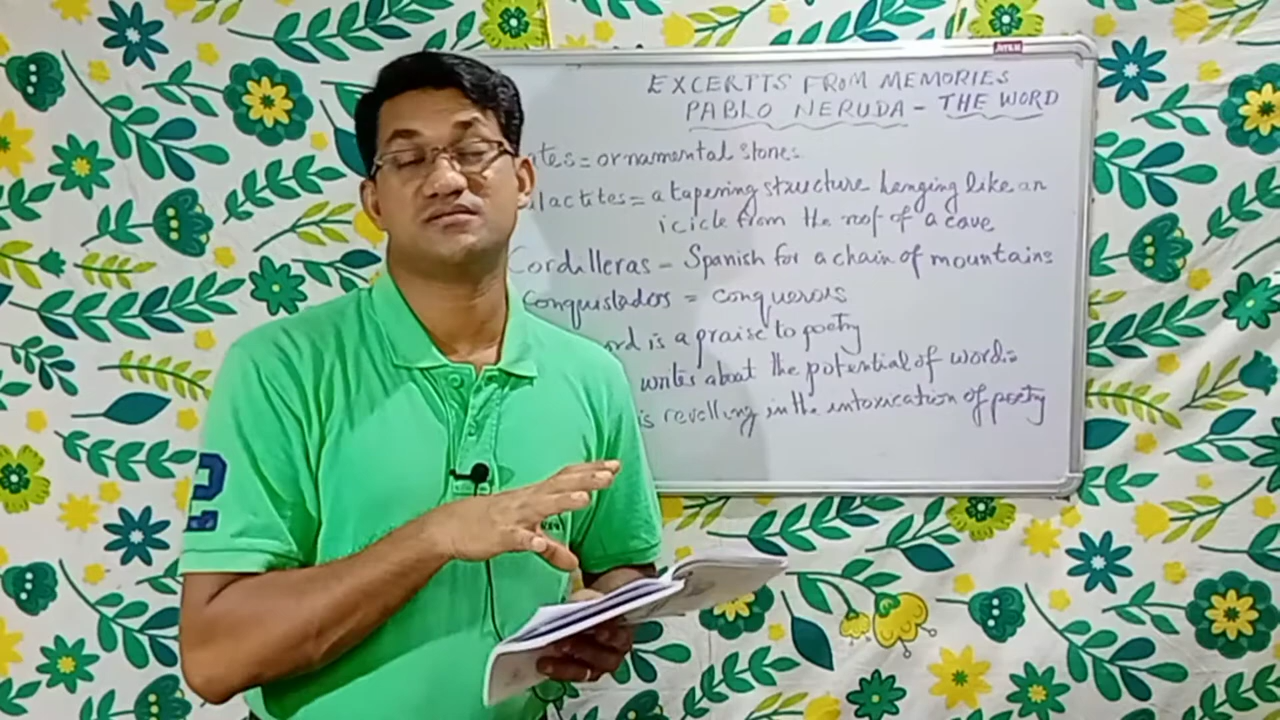 EXCERTTS FROM MEMORIES
PABLO NERUDA - THE WORD
tes = ornamental stones
lactites = a tapering structure hanging like an
icicle from the roof of a cave
Cordilleras - Spanish for a chain of mountains
Conquistadors = conquerors
ord is a praise to poetry
writes about the potential of words
is revelling in the intoxication of poetry
2